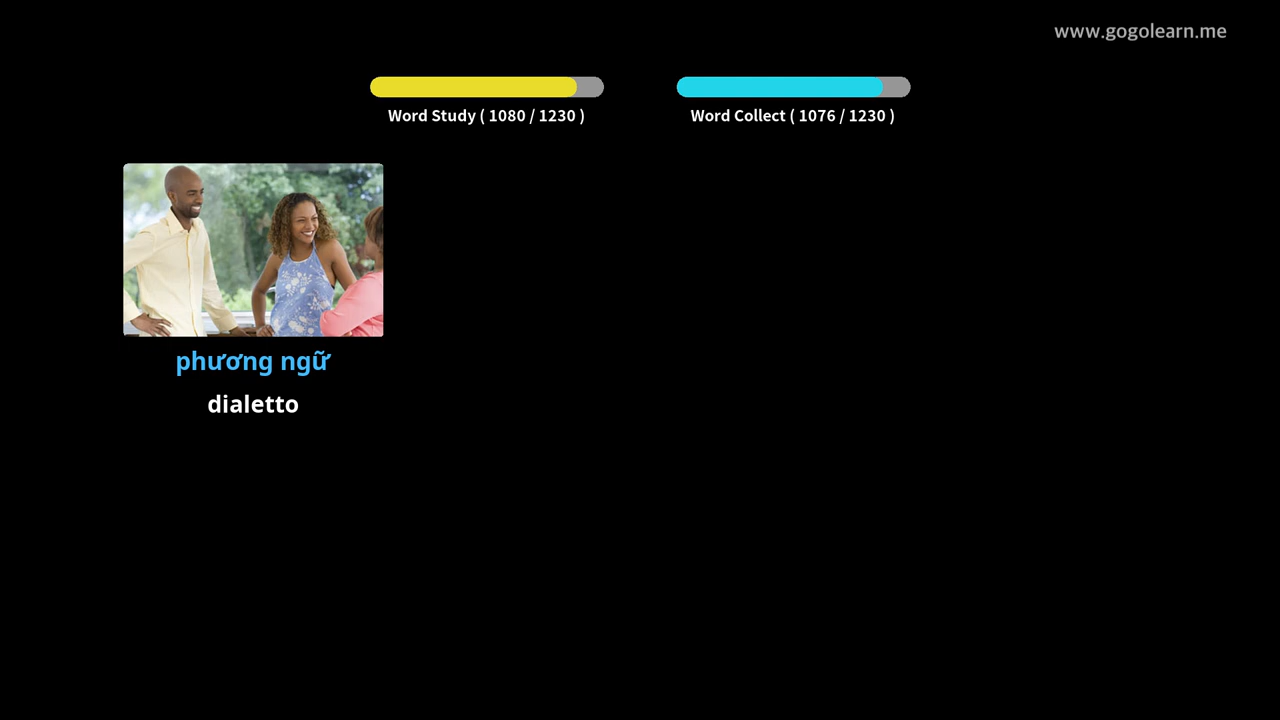 www.gogolearn.me
Word Study ( 1080 / 1230 )
Word Collect ( 1076 / 1230 )
phương ngữ
dialetto